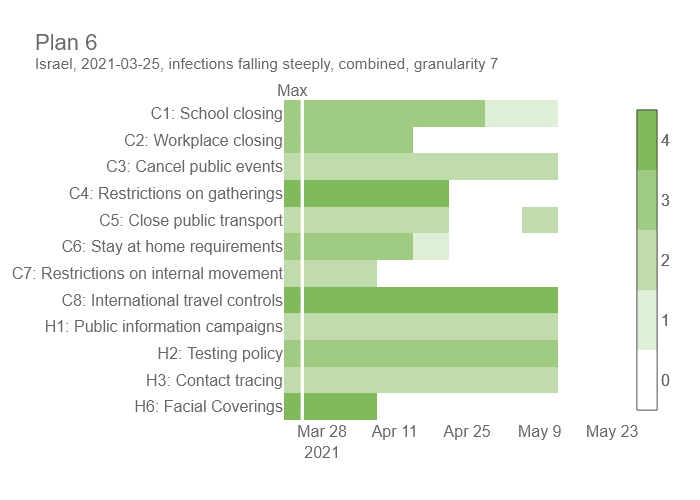 Plan 6
Israel, 2021-03-25, infections falling steeply, combined, granularity 7
Max
C1: School closing
C2: Workplace closing
C3: Cancel public events
C4: Restrictions on gatherings
C5: Close public transport
C6: Stay at home requirements
C7: Restrictions on internal movement
C8: International travel controls
H1: Public information campaigns
H2: Testing policy
H3: Contact tracing
H6: Facial Coverings
Mar 28 Apr 11 Apr 25 May 9 May 23
2021
4
3
2
1
0